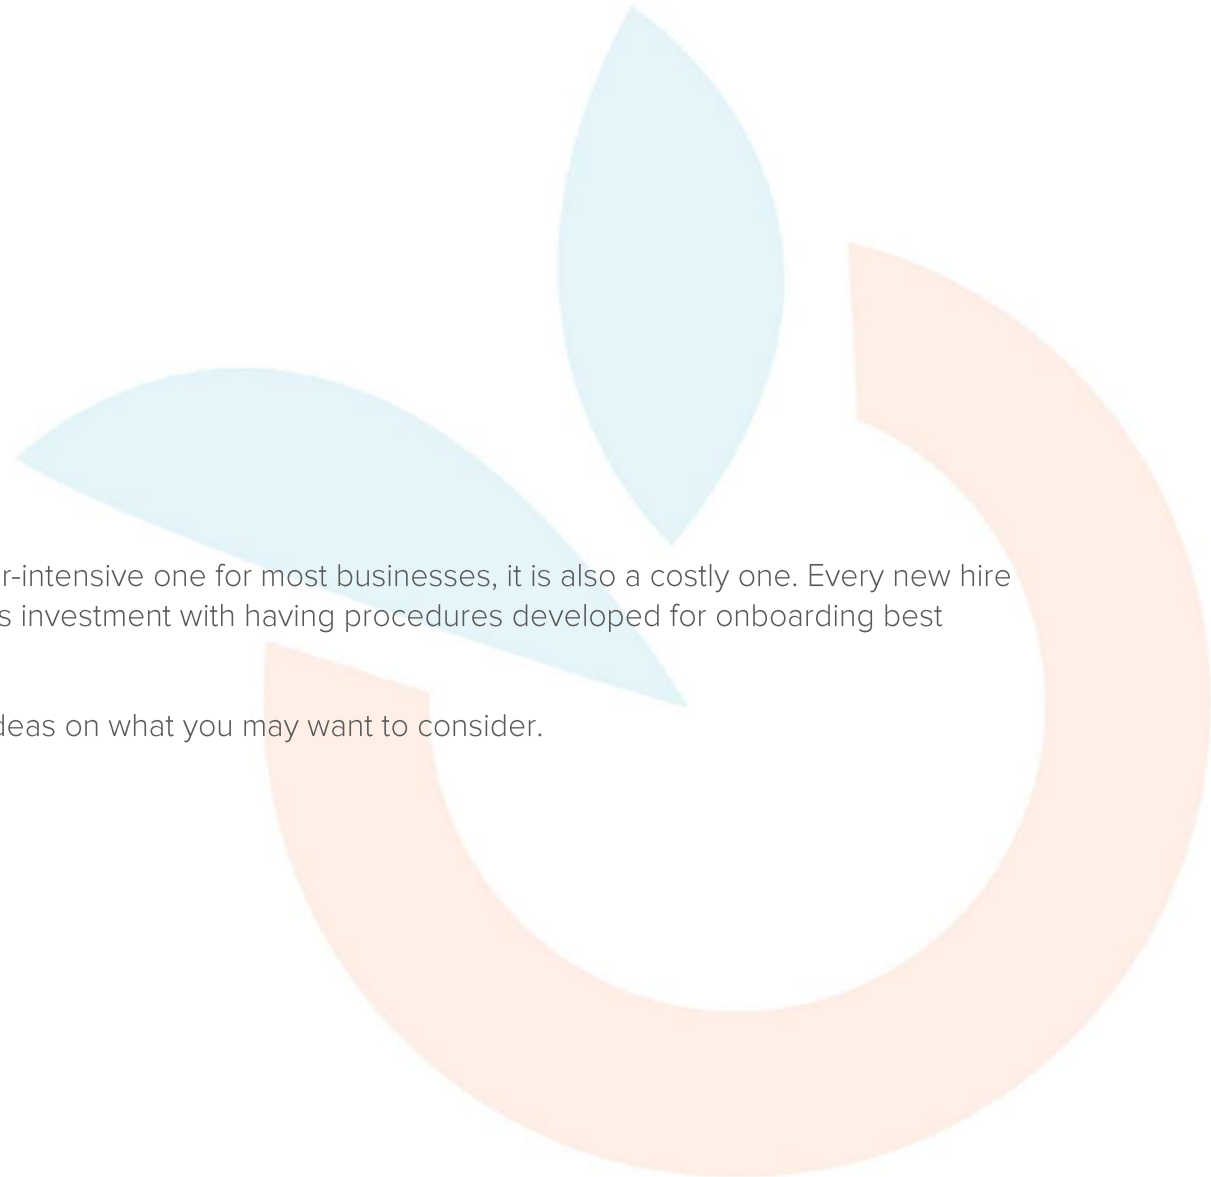 r-intensive one for most businesses, it is also a costly one. Every new hire
s investment with having procedures developed for onboarding best
deas on what you may want to consider.